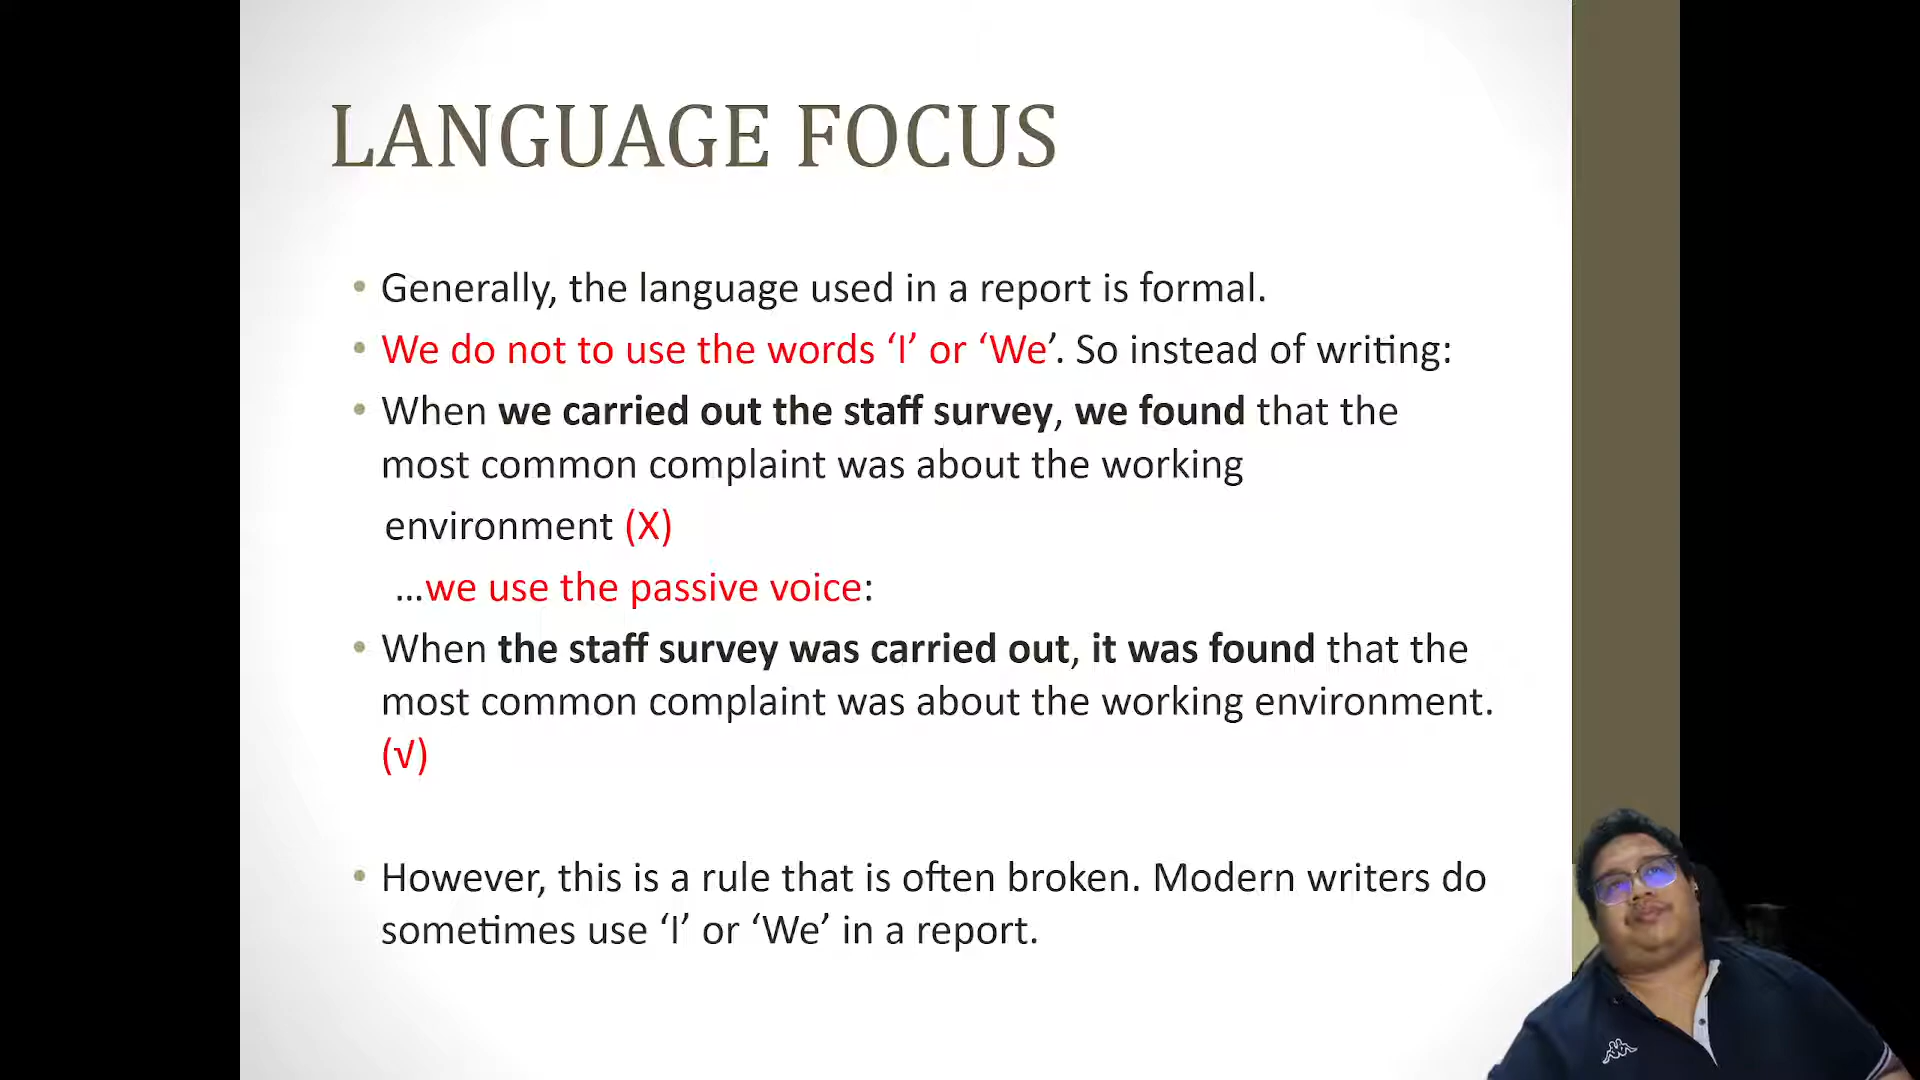 LANGUAGE FOCUS
• Generally, the language used in a report is formal.
• We do not to use the words ‘I’ or ‘We’. So instead of writing:
• When we carried out the staff survey, we found that the
most common complaint was about the working
environment (X)
…we use the passive voice:
• When the staff survey was carried out, it was found that the
most common complaint was about the working environment.
(√)
• However, this is a rule that is often broken. Modern writers do
sometimes use ‘I’ or ‘We’ in a report.